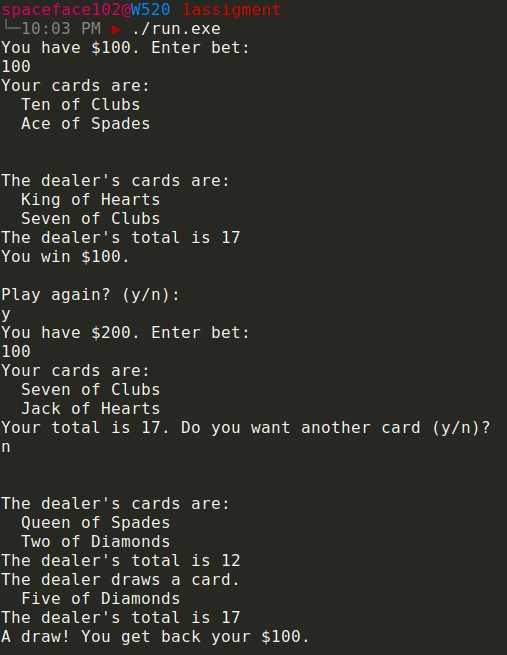 spaceface102@W520 1assigment
└─10:03 PM ▶ ./run.exe
You have $100. Enter bet:
100
Your cards are:
  Ten of Clubs
  Ace of Spades
The dealer's cards are:
  King of Hearts
  Seven of Clubs
The dealer's total is 17
You win $100.
Play again? (y/n):
y
You have $200. Enter bet:
100
Your cards are:
  Seven of Clubs
  Jack of Hearts
Your total is 17. Do you want another card (y/n)?
n
The dealer's cards are:
  Queen of Spades
  Two of Diamonds
The dealer's total is 12
The dealer draws a card.
  Five of Diamonds
The dealer's total is 17
A draw! You get back your $100.